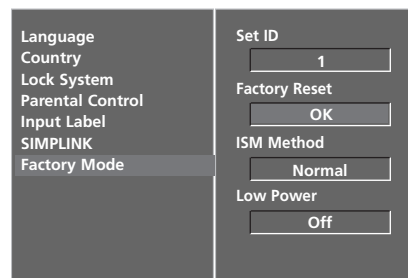 Language
Country
Lock System
Parental Control
Input Label
SIMPLINK
Factory Mode
Set ID
1
Factory Reset
OK
ISM Method
Normal
Low Power
Off